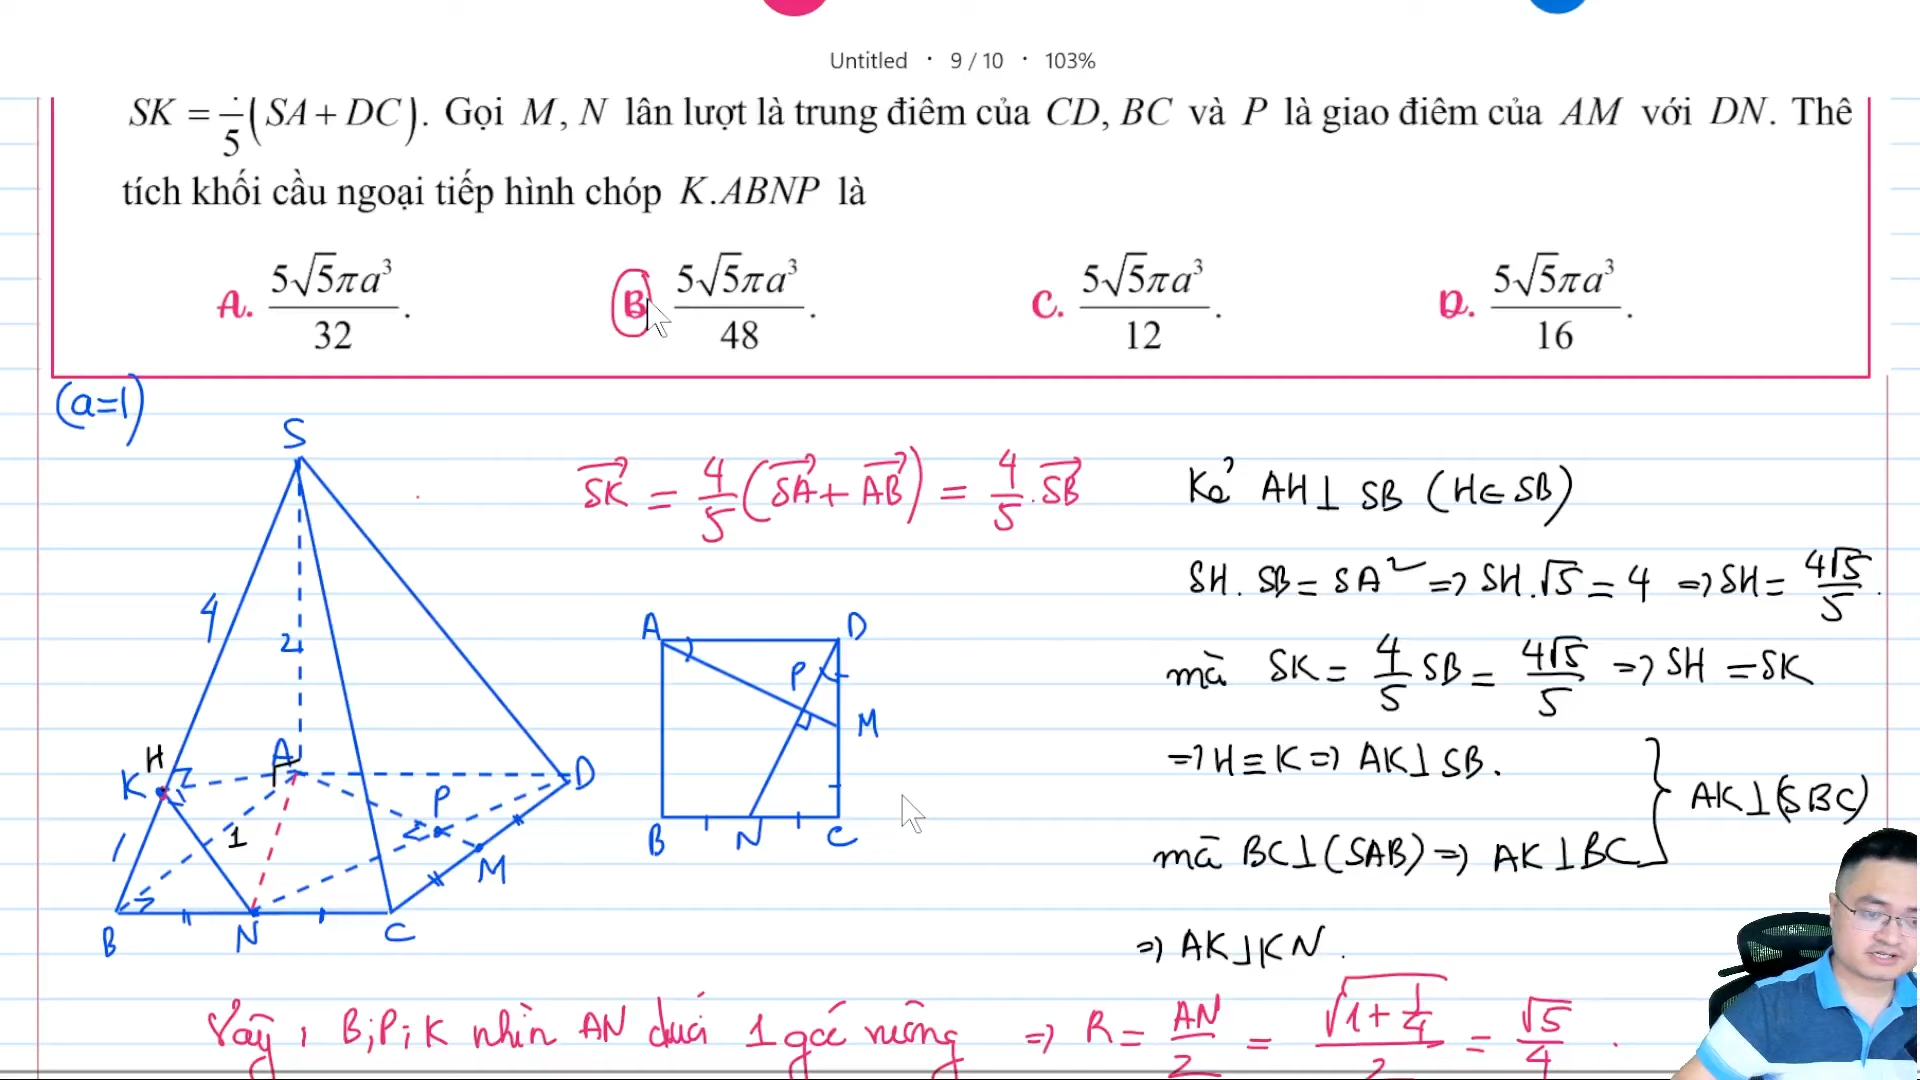 Untitled · 9 / 10 · 103%
SK = /5 (SA + DC). Gọi M, N lần lượt là trung điểm của CD, BC và P là giao điểm của AM với DN. Thể
tích khối cầu ngoại tiếp hình chóp K.ABNP là
A. 5√5πa³/32 . B 5√5πa³/48 . C. 5√5πa³/12 . D. 5√5πa³/16 .
(a=1)
S
4
2
H
K
A
D
P
1
1
M
B
N
C
SK→ = 4/5 (SA→ + AB→) = 4/5 . SB→
A
D
P
M
B
N
C
Kẻ AH ⊥ SB (H ∈ SB)
SH . SB = SA² => SH . √5 = 4 => SH = 4√5/5 .
mà SK = 4/5 SB = 4√5/5 => SH = SK
=> H ≡ K => AK ⊥ SB .
mà BC ⊥ (SAB) => AK ⊥ BC } AK ⊥ (SBC)
=> AK ⊥ KN .
Vậy , B; P; K nhìn AN dưới 1 góc vuông => R = AN/2 = √(1 + 1/4)/2 = √5/4 .